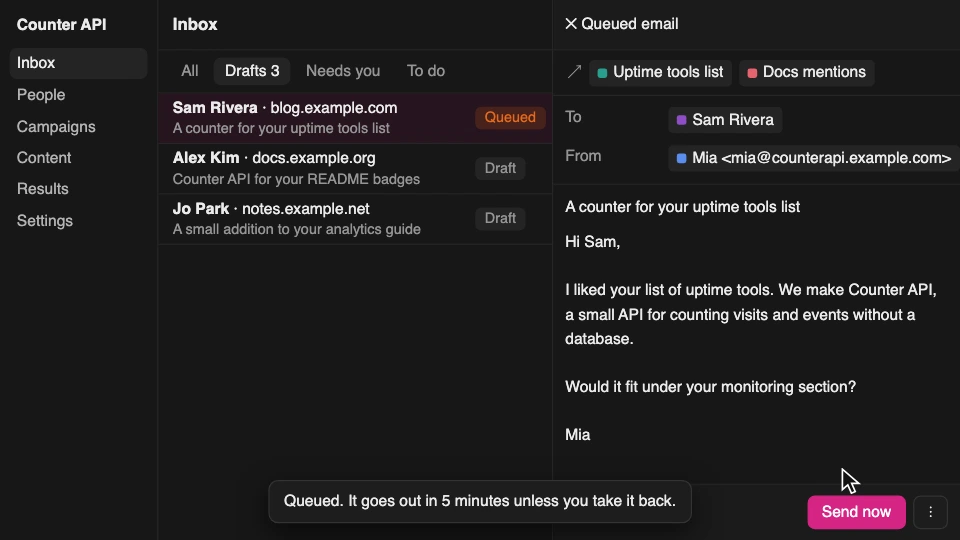 Counter API
Inbox
People
Campaigns
Content
Results
Settings
Inbox
All Drafts 3 Needs you To do
Sam Rivera · blog.example.com
A counter for your uptime tools list
Queued
Alex Kim · docs.example.org
Counter API for your README badges
Draft
Jo Park · notes.example.net
A small addition to your analytics guide
Draft
Queued email
Uptime tools list Docs mentions
To Sam Rivera
From Mia <mia@counterapi.example.com>
A counter for your uptime tools list
Hi Sam,
I liked your list of uptime tools. We make Counter API,
a small API for counting visits and events without a
database.
Would it fit under your monitoring section?
Mia
Queued. It goes out in 5 minutes unless you take it back.
Send now